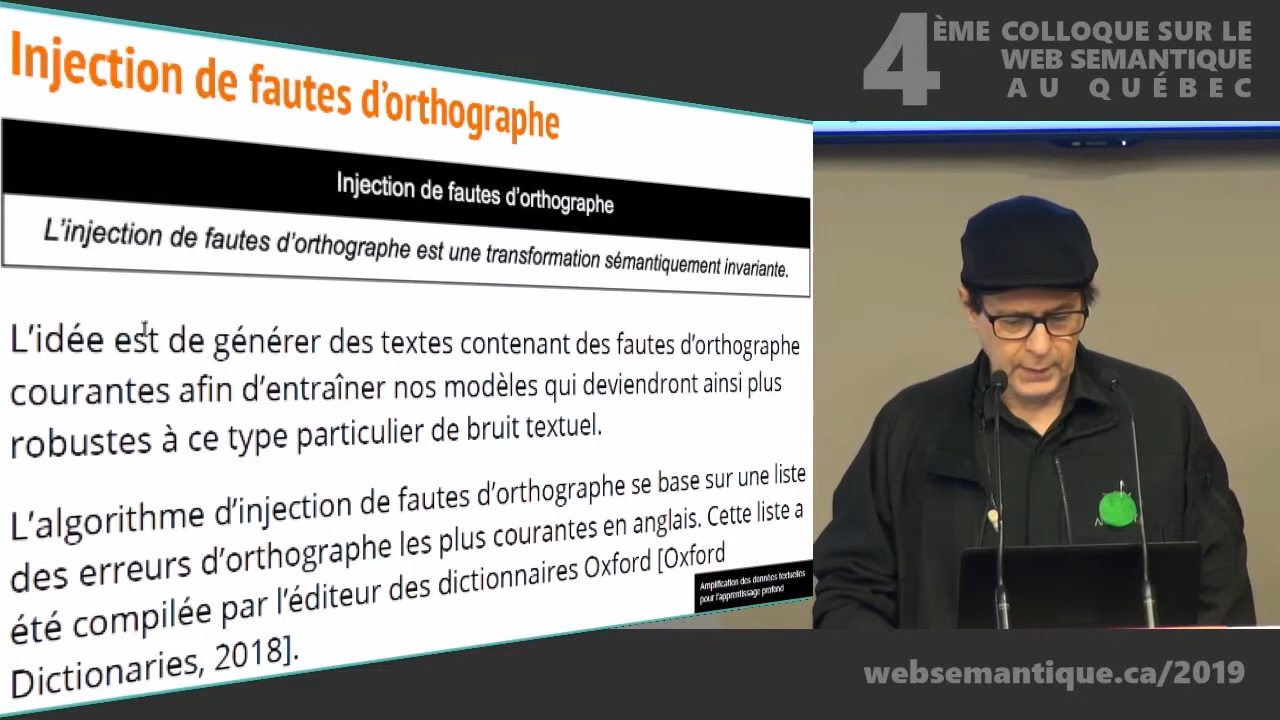 Injection de fautes d'orthographe
Injection de fautes d'orthographe
L'injection de fautes d'orthographe est une transformation sémantiquement invariante.
L'idée est de générer des textes contenant des fautes d'orthographe
courantes afin d'entraîner nos modèles qui deviendront ainsi plus
robustes à ce type particulier de bruit textuel.
L'algorithme d'injection de fautes d'orthographe se base sur une liste
des erreurs d'orthographe les plus courantes en anglais. Cette liste a
été compilée par l'éditeur des dictionnaires Oxford [Oxford
Dictionaries, 2018].
Amplification des données textuelles
pour l'apprentissage profond
4ÈME COLLOQUE SUR LE
WEB SEMANTIQUE
AU QUÉBEC
websemantique.ca/2019